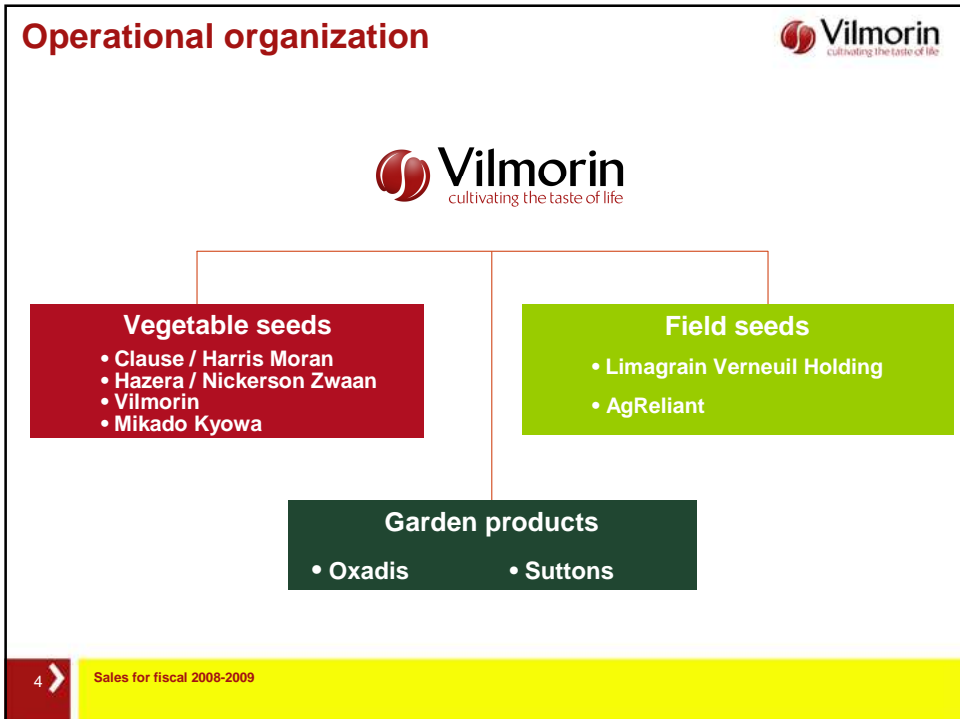 Operational organization
Vilmorin
cultivating the taste of life
Vilmorin
cultivating the taste of life
Vegetable seeds
• Clause / Harris Moran
• Hazera / Nickerson Zwaan
• Vilmorin
• Mikado Kyowa
Field seeds
• Limagrain Verneuil Holding
• AgReliant
Garden products
• Oxadis • Suttons
4 Sales for fiscal 2008-2009